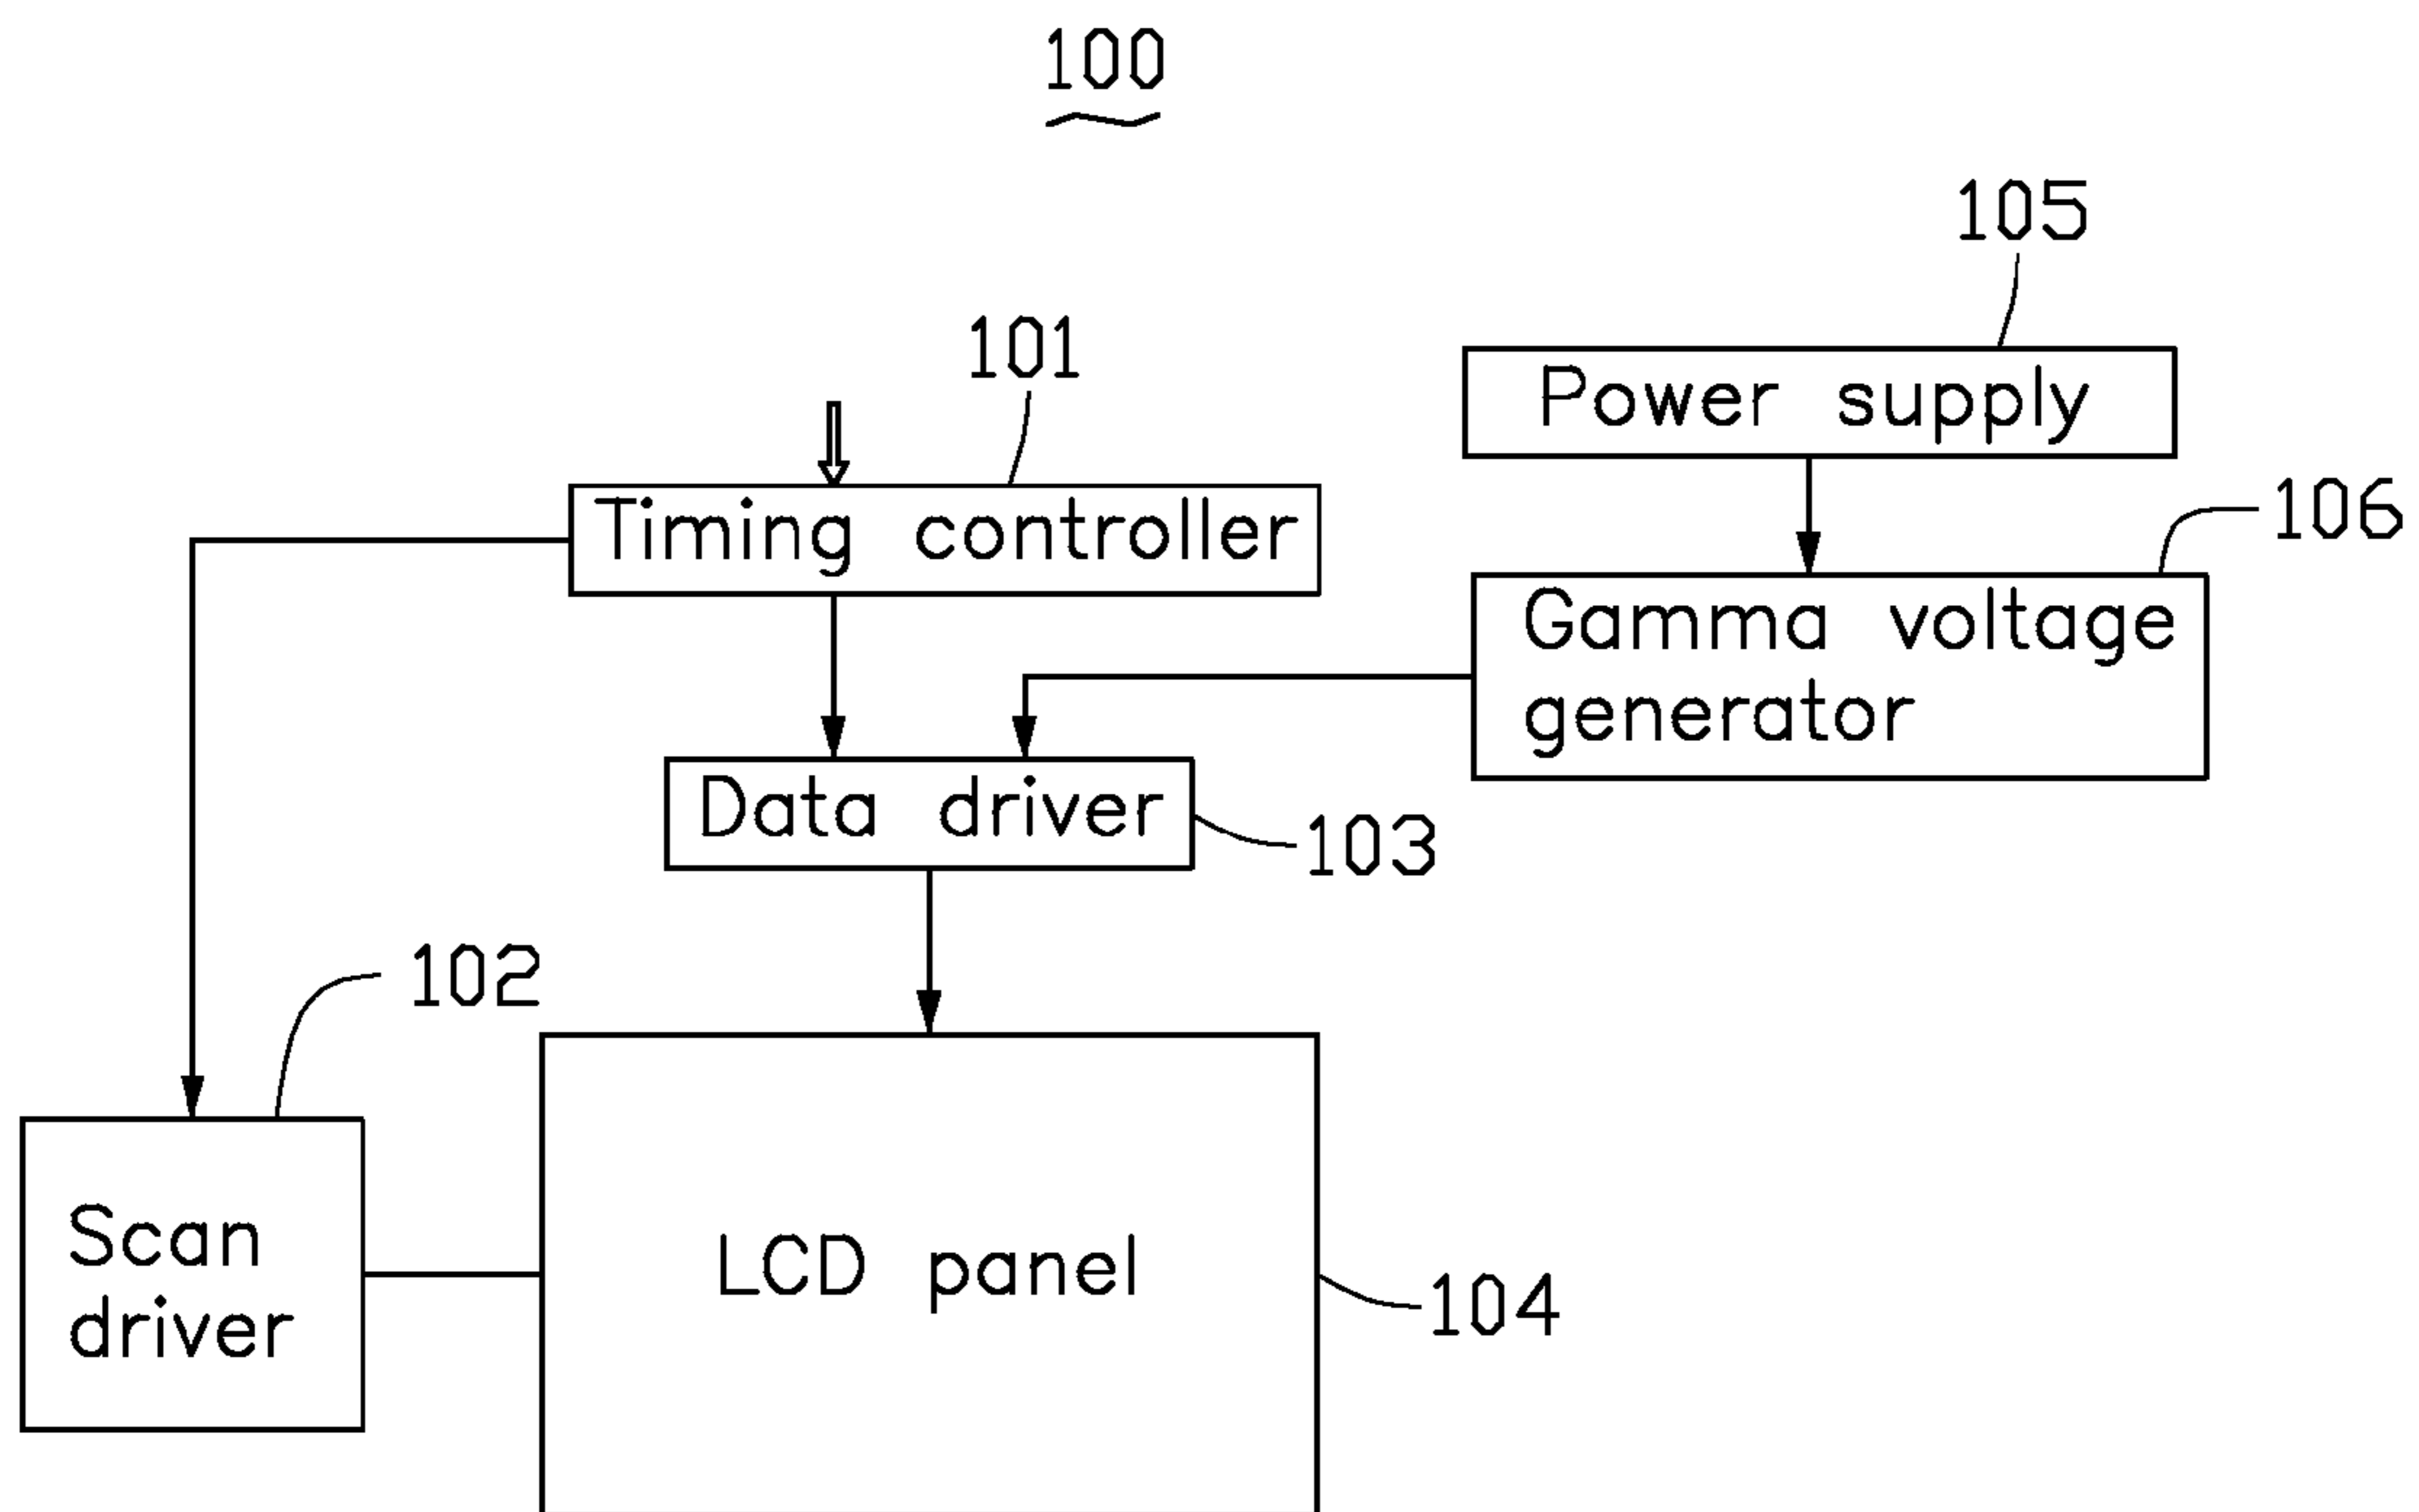 100
105
101
Power supply
106
Timing controller
Gamma voltage
generator
Data driver
103
102
Scan
driver
LCD panel
104